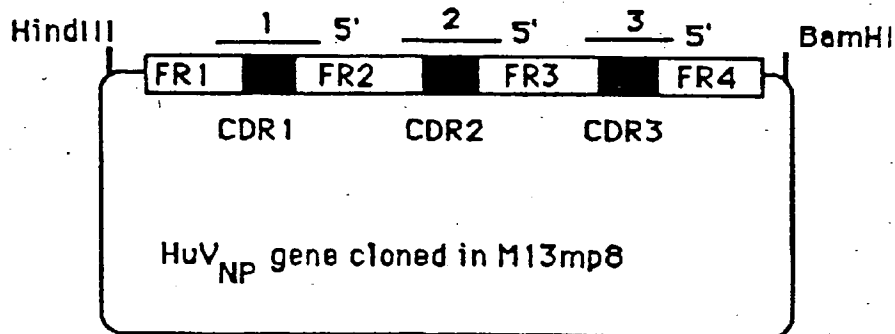 HindIII 1 5' 2 5' 3 5' BamHI
FR1 FR2 FR3 FR4
CDR1 CDR2 CDR3
HuVNP gene cloned in M13mp8